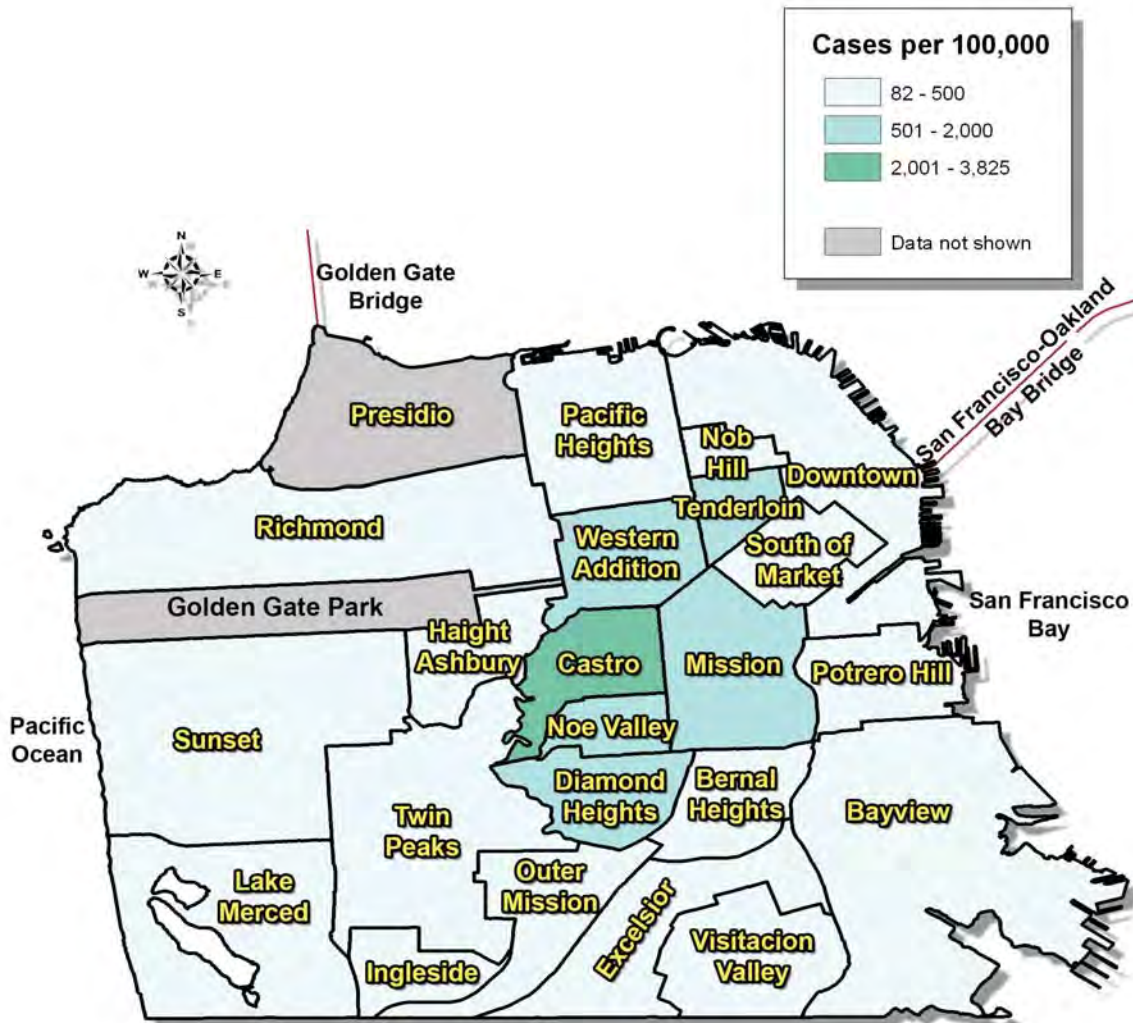 Cases per 100,000
82 - 500
501 - 2,000
2,001 - 3,825
Data not shown
N
W E
S
Golden Gate
Bridge
San Francisco-Oakland
Bay Bridge
Presidio
Pacific
Heights
Nob
Hill
Downtown
Tenderloin
Richmond
Western
Addition
South of
Market
Golden Gate Park
San Francisco
Bay
Haight
Ashbury
Castro
Mission
Potrero Hill
Pacific
Ocean
Sunset
Noe Valley
Diamond
Heights
Bernal
Heights
Bayview
Twin
Peaks
Lake
Merced
Outer
Mission
Excelsior
Visitacion
Valley
Ingleside